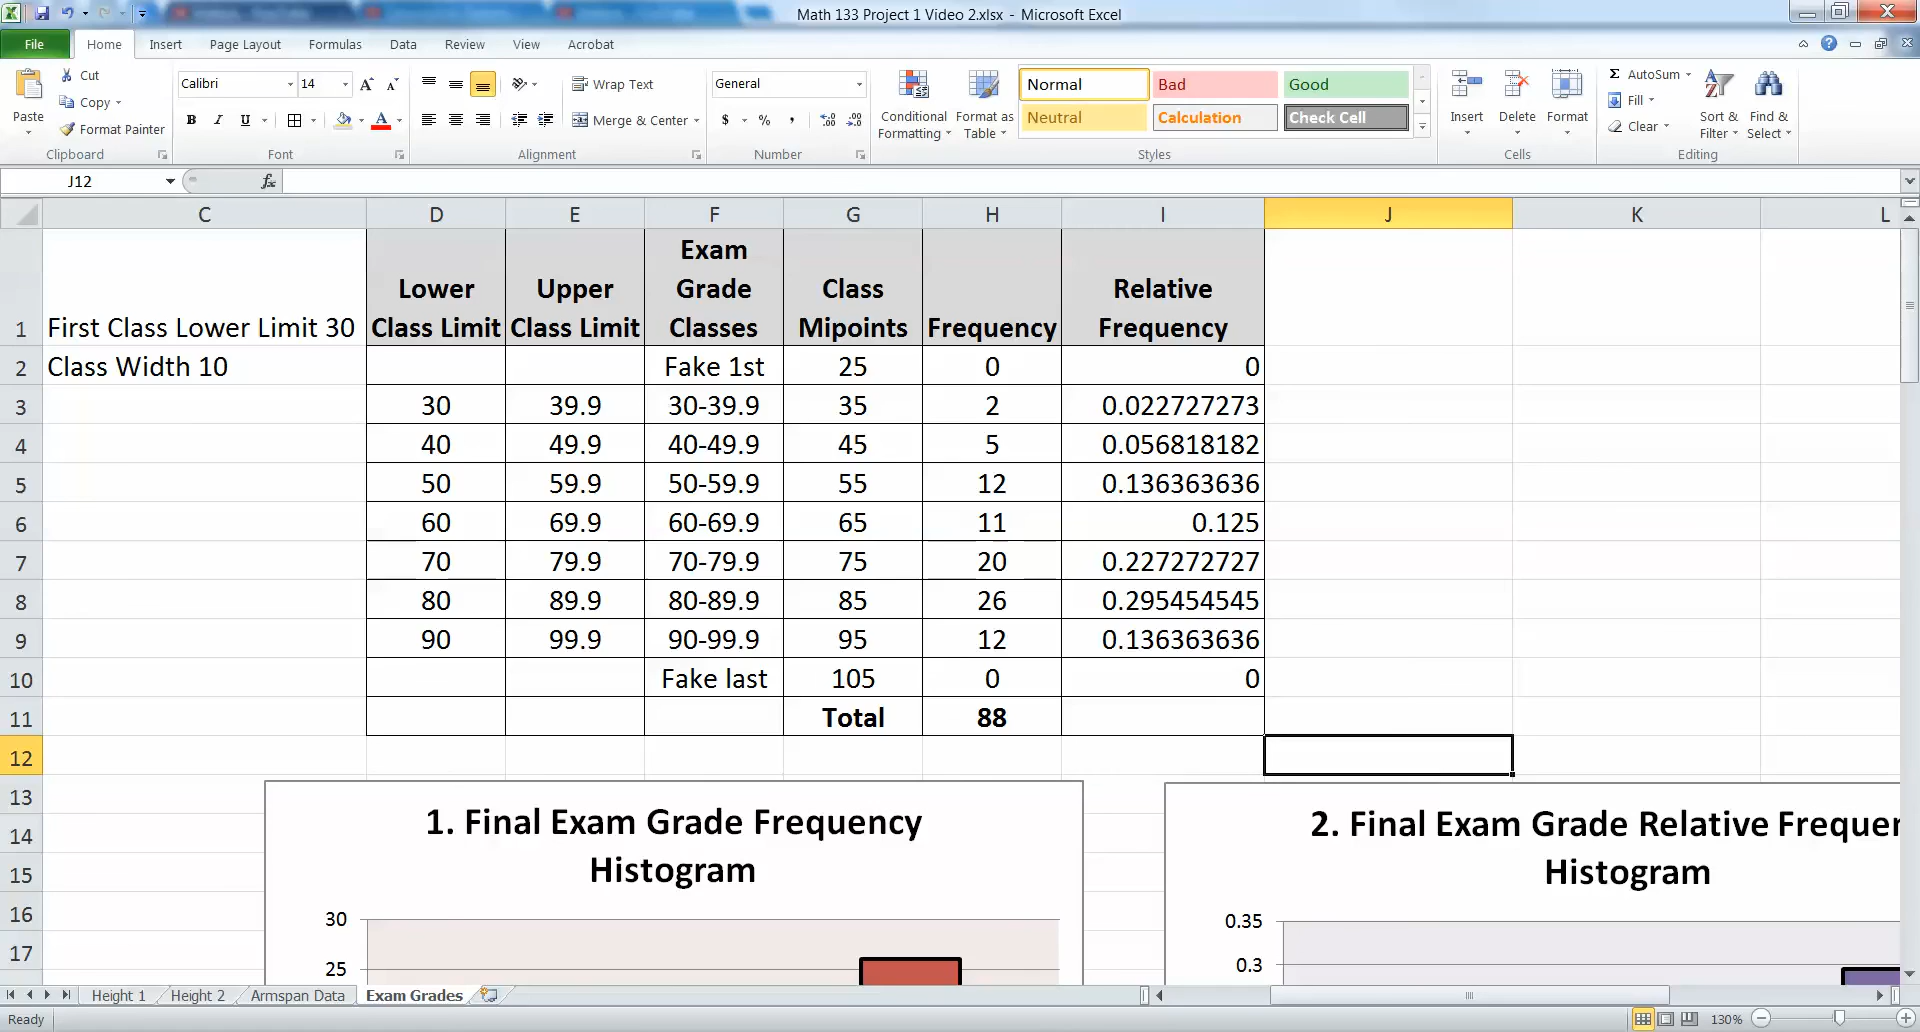 Math 133 Project 1 Video 2.xlsx - Microsoft Excel
File Home Insert Page Layout Formulas Data Review View Acrobat
Paste
Cut
Copy
Format Painter
Clipboard
Calibri 14
B I U
Font
Wrap Text
Merge & Center
Alignment
General
$ % ,
Number
Conditional Formatting
Format as Table
Normal Bad Good
Neutral Calculation Check Cell
Styles
Insert Delete Format
Cells
Σ AutoSum
Fill
Clear
Sort & Filter
Find & Select
Editing
J12 fx
C D E F G H I J K L
1 First Class Lower Limit 30 Lower Class Limit Upper Class Limit Exam Grade Classes Class Mipoints Frequency Relative Frequency
2 Class Width 10 Fake 1st 25 0 0
3 30 39.9 30-39.9 35 2 0.022727273
4 40 49.9 40-49.9 45 5 0.056818182
5 50 59.9 50-59.9 55 12 0.136363636
6 60 69.9 60-69.9 65 11 0.125
7 70 79.9 70-79.9 75 20 0.227272727
8 80 89.9 80-89.9 85 26 0.295454545
9 90 99.9 90-99.9 95 12 0.136363636
10 Fake last 105 0 0
11 Total 88
12
13
14
15
16
17
1. Final Exam Grade Frequency
Histogram
30
25
2. Final Exam Grade Relative Frequen
Histogram
0.35
0.3
Height 1 Height 2 Armspan Data Exam Grades
Ready 130%